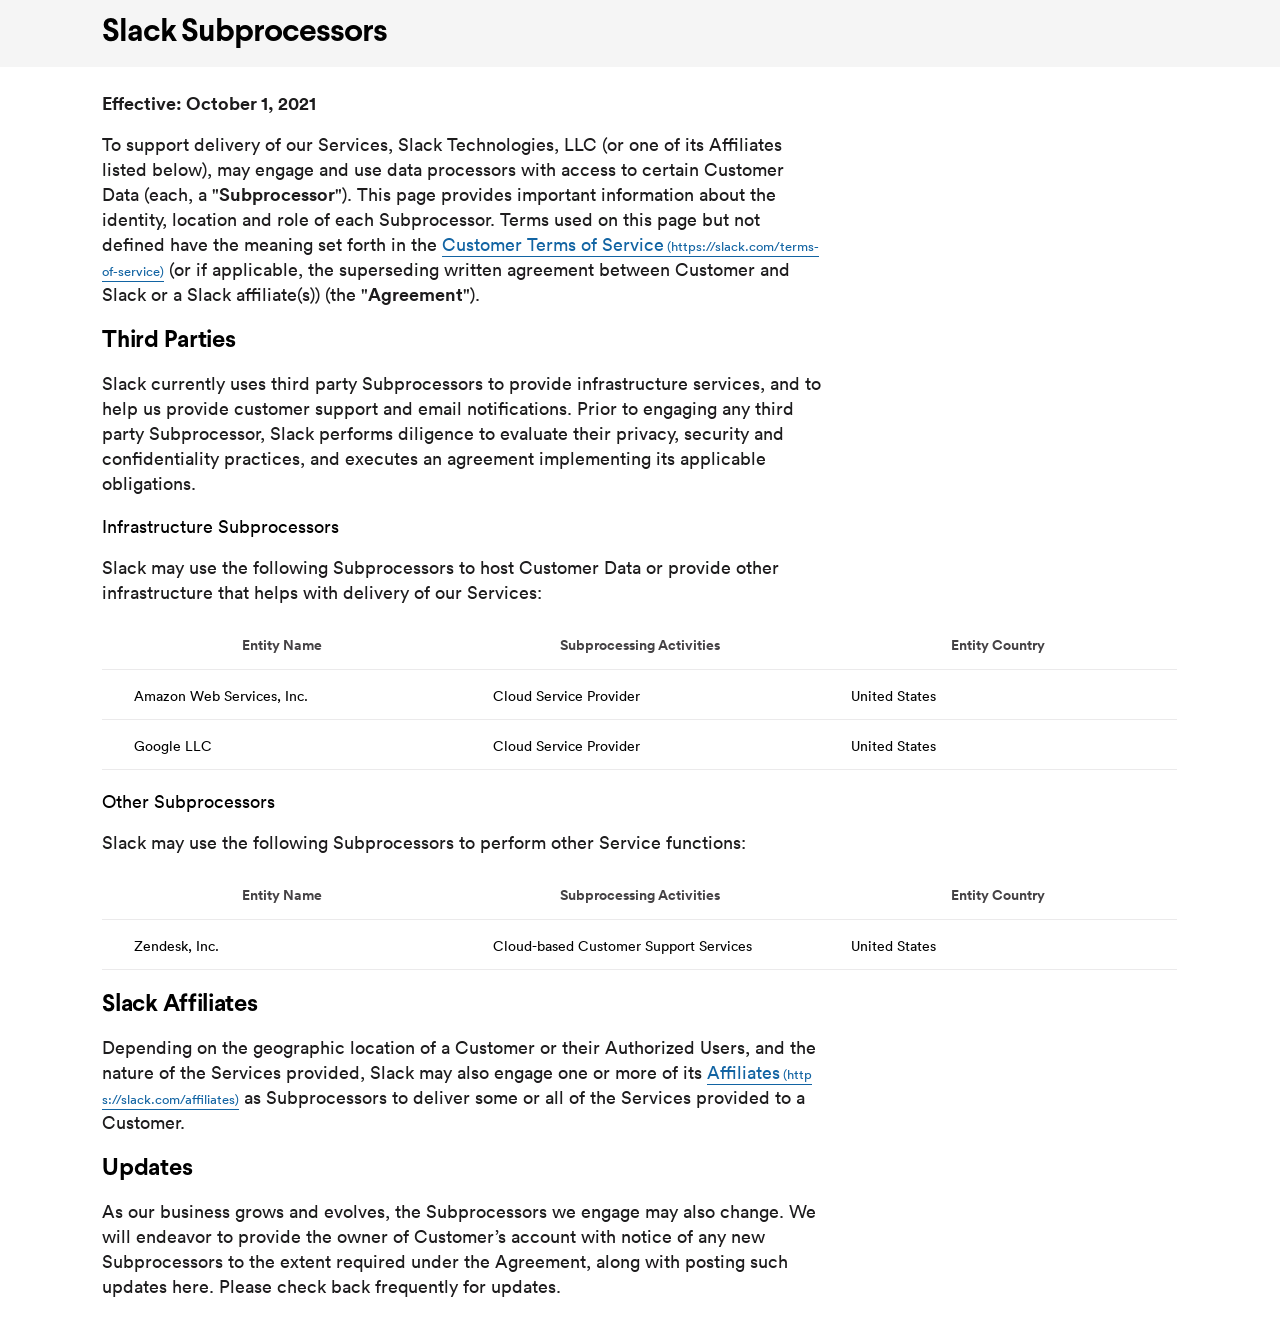 Slack Subprocessors
Effective: October 1, 2021
To support delivery of our Services, Slack Technologies, LLC (or one of its Affiliates
listed below), may engage and use data processors with access to certain Customer
Data (each, a "Subprocessor"). This page provides important information about the
identity, location and role of each Subprocessor. Terms used on this page but not
defined have the meaning set forth in the Customer Terms of Service (https://slack.com/terms-
of-service) (or if applicable, the superseding written agreement between Customer and
Slack or a Slack affiliate(s)) (the "Agreement").
Third Parties
Slack currently uses third party Subprocessors to provide infrastructure services, and to
help us provide customer support and email notifications. Prior to engaging any third
party Subprocessor, Slack performs diligence to evaluate their privacy, security and
confidentiality practices, and executes an agreement implementing its applicable
obligations.
Infrastructure Subprocessors
Slack may use the following Subprocessors to host Customer Data or provide other
infrastructure that helps with delivery of our Services:
Entity Name Subprocessing Activities Entity Country
Amazon Web Services, Inc. Cloud Service Provider United States
Google LLC Cloud Service Provider United States
Other Subprocessors
Slack may use the following Subprocessors to perform other Service functions:
Entity Name Subprocessing Activities Entity Country
Zendesk, Inc. Cloud-based Customer Support Services United States
Slack Affiliates
Depending on the geographic location of a Customer or their Authorized Users, and the
nature of the Services provided, Slack may also engage one or more of its Affiliates (http
s://slack.com/affiliates) as Subprocessors to deliver some or all of the Services provided to a
Customer.
Updates
As our business grows and evolves, the Subprocessors we engage may also change. We
will endeavor to provide the owner of Customer’s account with notice of any new
Subprocessors to the extent required under the Agreement, along with posting such
updates here. Please check back frequently for updates.